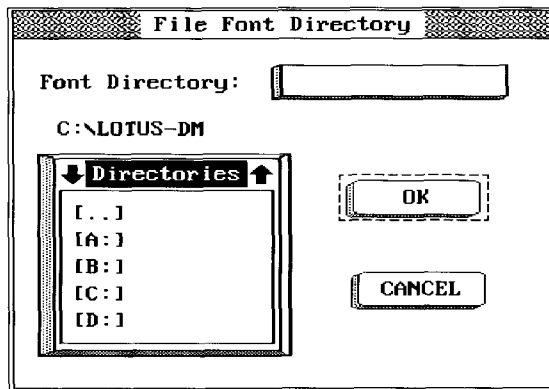 File Font Directory
Font Directory:
C:\LOTUS-DM
Directories
[..]
[A:]
[B:]
[C:]
[D:]
OK
CANCEL